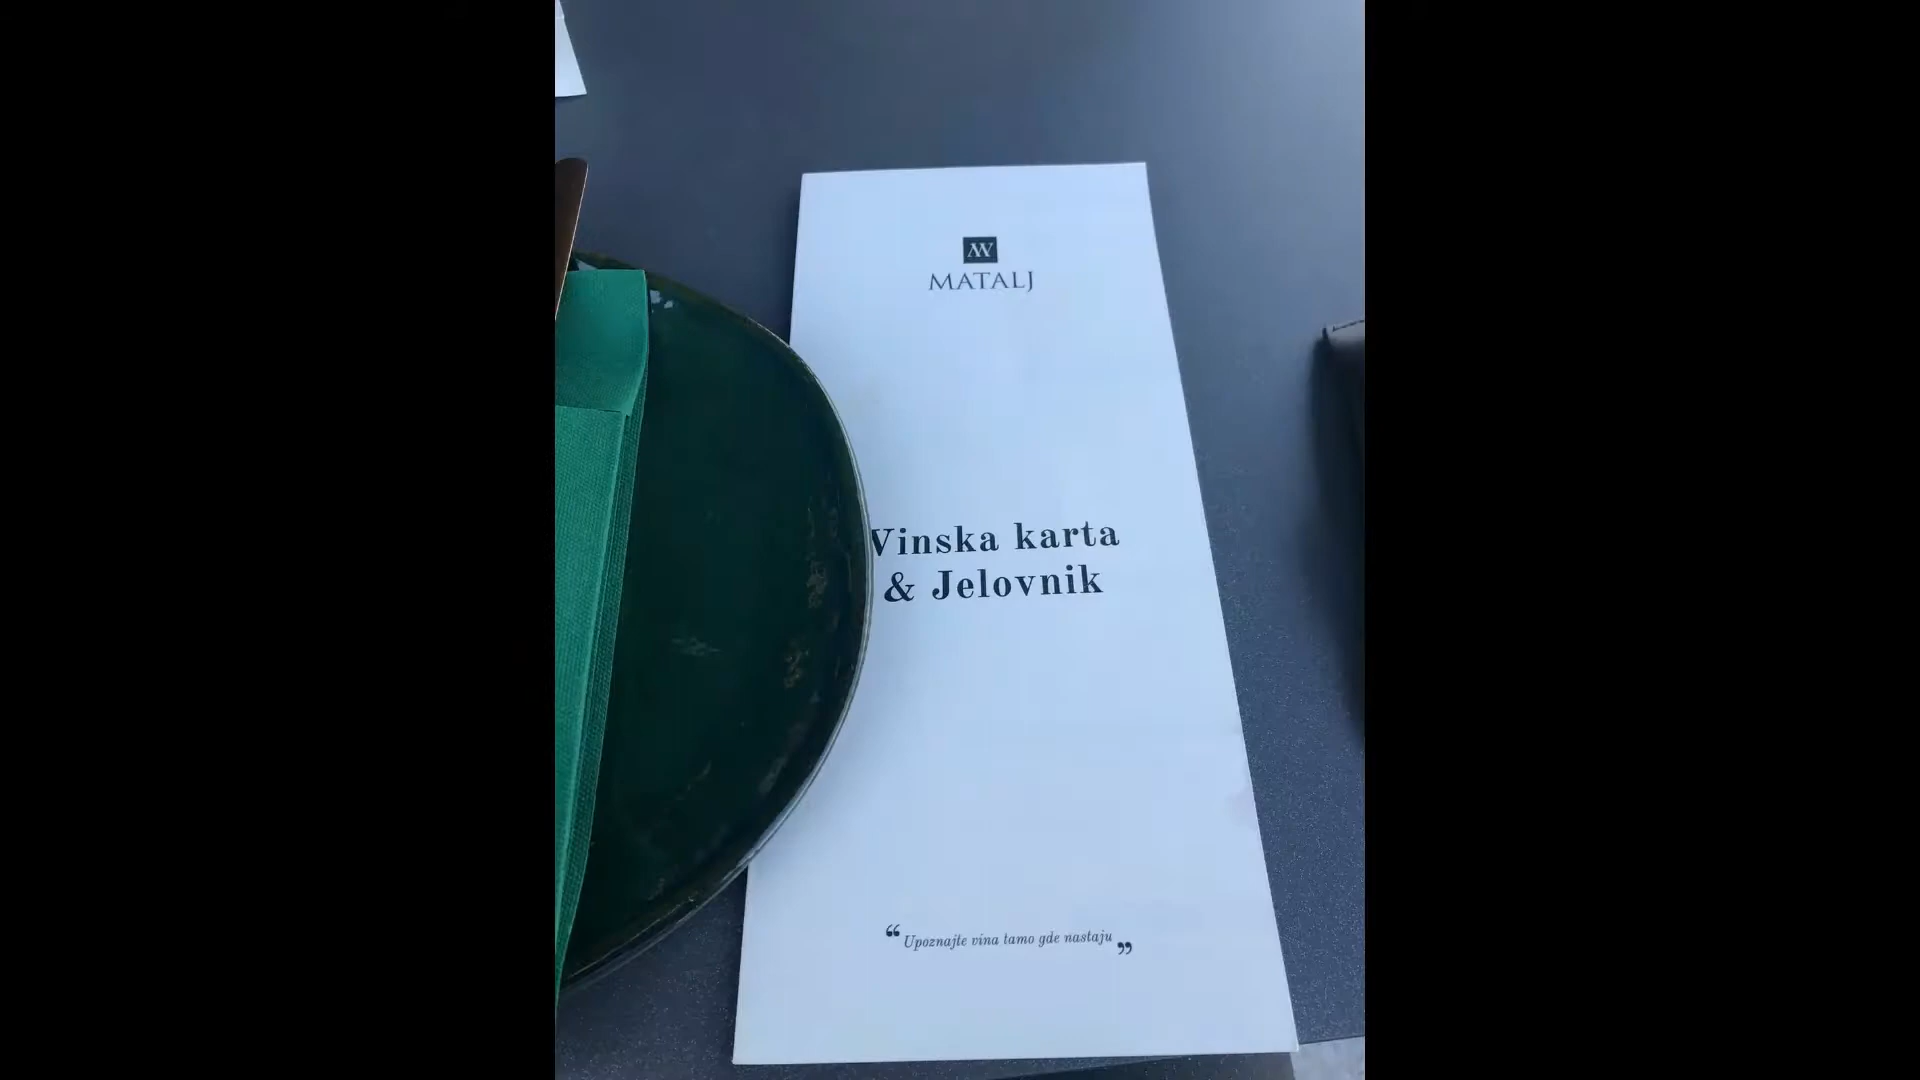 MATALJ
Vinska karta
& Jelovnik
“Upoznajte vina tamo gde nastaju”